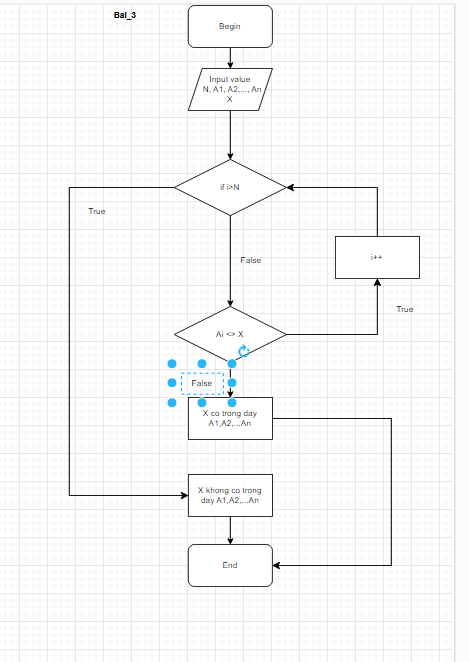 Bai_3
Begin
Input value
N, A1, A2,..., An
X
if i>N
True
False
i++
Ai <> X
True
False
X co trong day
A1,A2,...An
X khong co trong
day A1,A2,...An
End